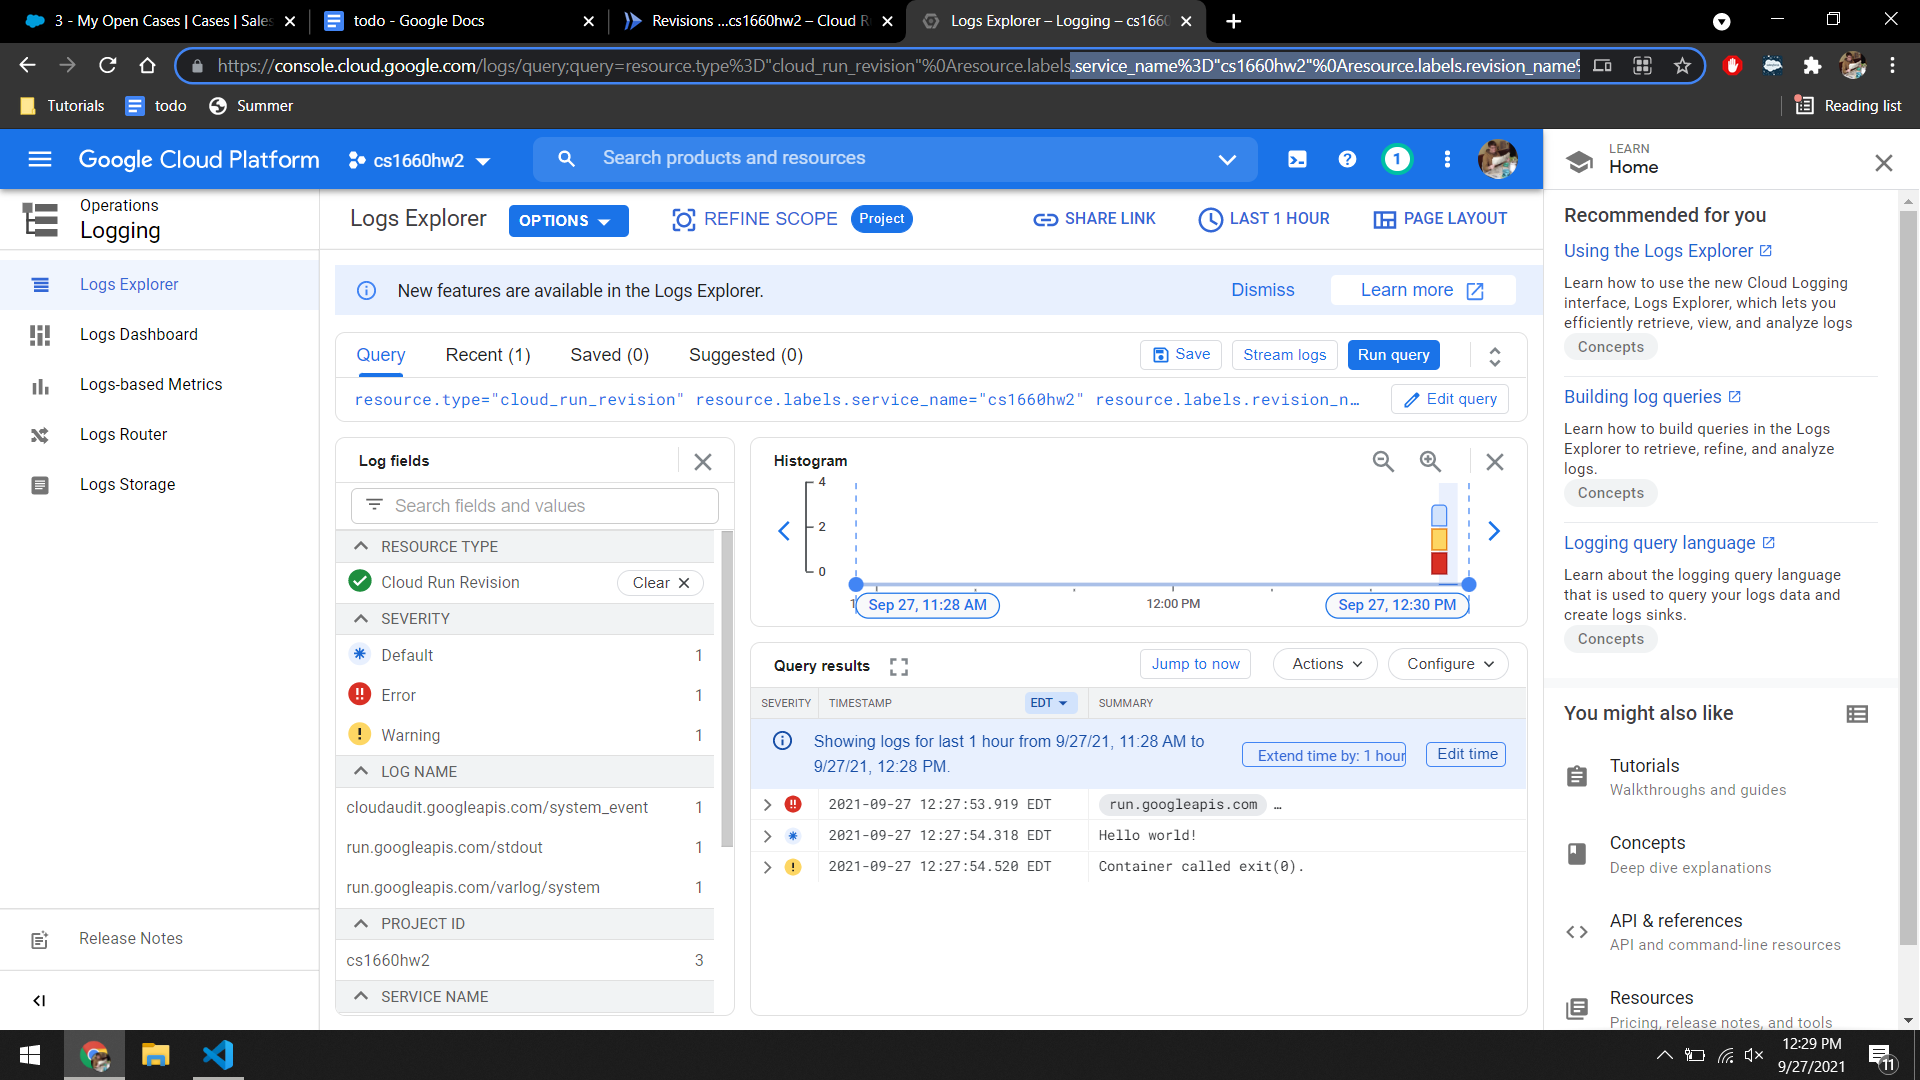 3 - My Open Cases | Cases | Sales
todo - Google Docs
Revisions ...cs1660hw2 – Cloud R
Logs Explorer – Logging – cs1660
https://console.cloud.google.com/logs/query;query=resource.type%3D"cloud_run_revision"%0Aresource.labels.service_name%3D"cs1660hw2"%0Aresource.labels.revision_name%
Tutorials
todo
Summer
Reading list
Google Cloud Platform
cs1660hw2
Search products and resources
1
LEARN
Home
Operations
Logging
Logs Explorer
OPTIONS
REFINE SCOPE
Project
SHARE LINK
LAST 1 HOUR
PAGE LAYOUT
Logs Explorer
Logs Dashboard
Logs-based Metrics
Logs Router
Logs Storage
Release Notes
New features are available in the Logs Explorer.
Dismiss
Learn more
Query
Recent (1)
Saved (0)
Suggested (0)
Save
Stream logs
Run query
resource.type="cloud_run_revision" resource.labels.service_name="cs1660hw2" resource.labels.revision_n…
Edit query
Log fields
Search fields and values
RESOURCE TYPE
Cloud Run Revision
Clear
SEVERITY
Default 1
Error 1
Warning 1
LOG NAME
cloudaudit.googleapis.com/system_event 1
run.googleapis.com/stdout 1
run.googleapis.com/varlog/system 1
PROJECT ID
cs1660hw2 3
SERVICE NAME
Histogram
4
2
0
1
Sep 27, 11:28 AM
12:00 PM
Sep 27, 12:30 PM
Query results
Jump to now
Actions
Configure
SEVERITY
TIMESTAMP
EDT
SUMMARY
Showing logs for last 1 hour from 9/27/21, 11:28 AM to
9/27/21, 12:28 PM.
Extend time by: 1 hour
Edit time
2021-09-27 12:27:53.919 EDT run.googleapis.com …
2021-09-27 12:27:54.318 EDT Hello world!
2021-09-27 12:27:54.520 EDT Container called exit(0).
Recommended for you
Using the Logs Explorer
Learn how to use the new Cloud Logging
interface, Logs Explorer, which lets you
efficiently retrieve, view, and analyze logs
Concepts
Building log queries
Learn how to build queries in the Logs
Explorer to retrieve, refine, and analyze
logs.
Concepts
Logging query language
Learn about the logging query language
that is used to query your logs data and
create logs sinks.
Concepts
You might also like
Tutorials
Walkthroughs and guides
Concepts
Deep dive explanations
API & references
API and command-line resources
Resources
Pricing, release notes, and tools
12:29 PM
9/27/2021
11